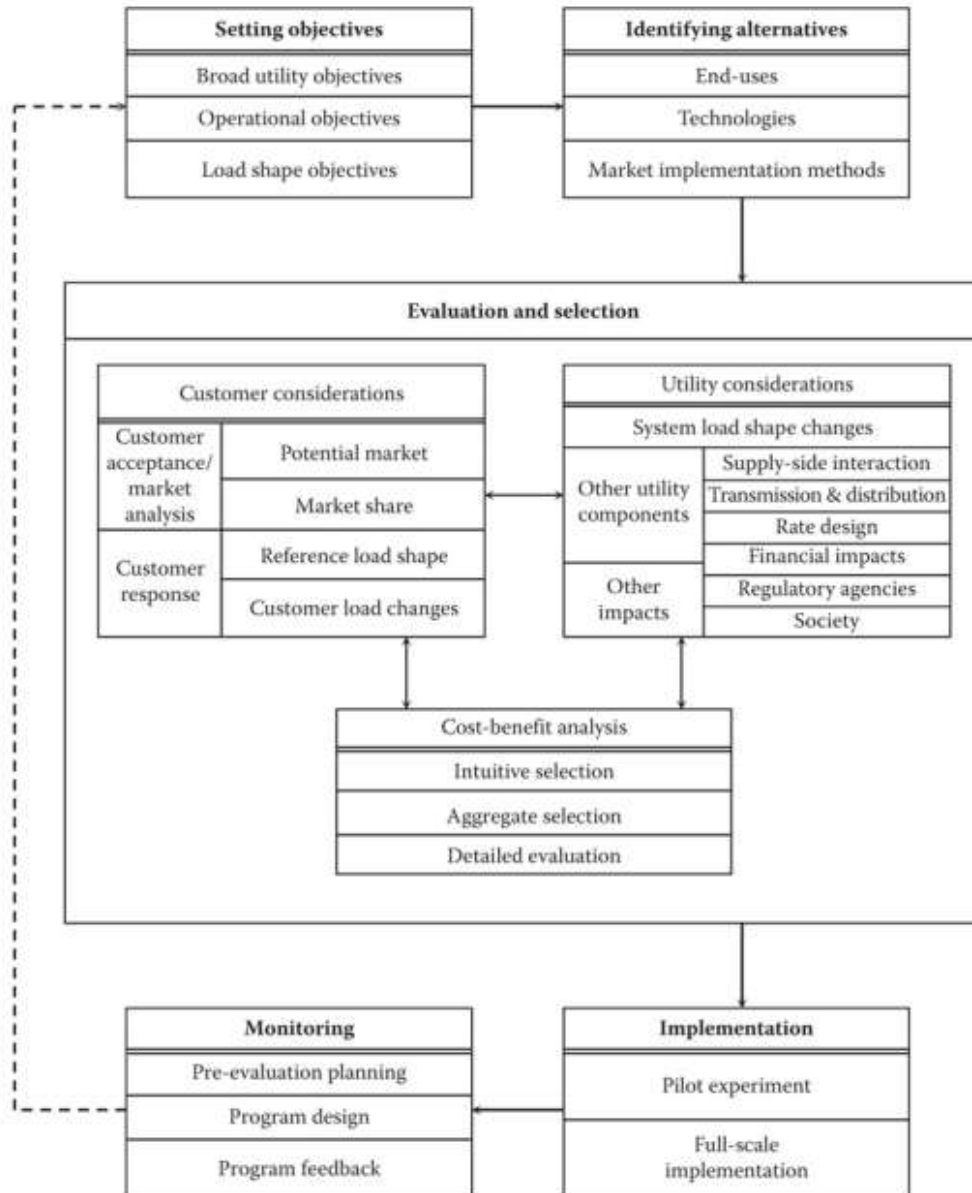 Setting objectives
Broad utility objectives
Operational objectives
Load shape objectives
Identifying alternatives
End-uses
Technologies
Market implementation methods
Evaluation and selection
Customer considerations
Customer
acceptance/
market
analysis
Potential market
Market share
Customer
response
Reference load shape
Customer load changes
Utility considerations
System load shape changes
Other utility
components
Supply-side interaction
Transmission & distribution
Rate design
Financial impacts
Other
impacts
Regulatory agencies
Society
Cost-benefit analysis
Intuitive selection
Aggregate selection
Detailed evaluation
Monitoring
Pre-evaluation planning
Program design
Program feedback
Implementation
Pilot experiment
Full-scale
implementation